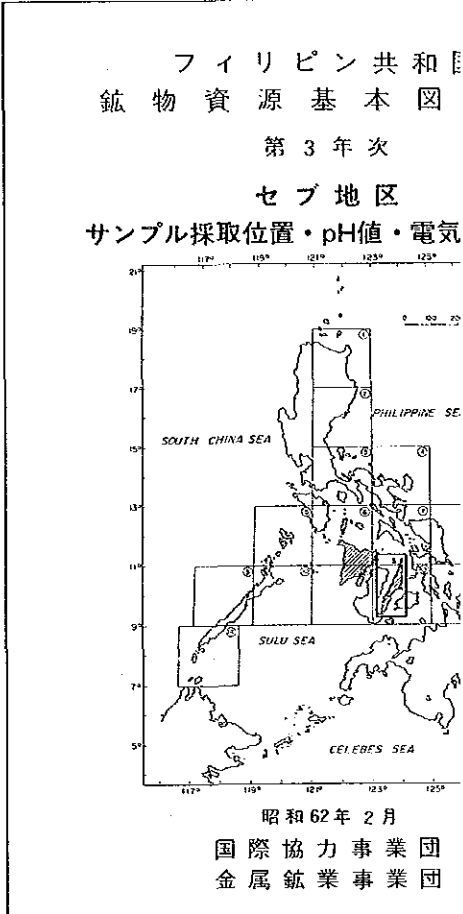 フィリピン共和
鉱物資源基本図
第3年次
セブ地区
サンプル採取位置・pH値・電気
117° 119° 121° 123° 125°
21°
19°
17°
15°
13°
11°
9°
7°
5°
SOUTH CHINA SEA
PHILIPPINE SE
SULU SEA
CELEBES SEA
117° 119° 121° 123° 125°
昭和62年2月
国際協力事業団
金属鉱業事業団